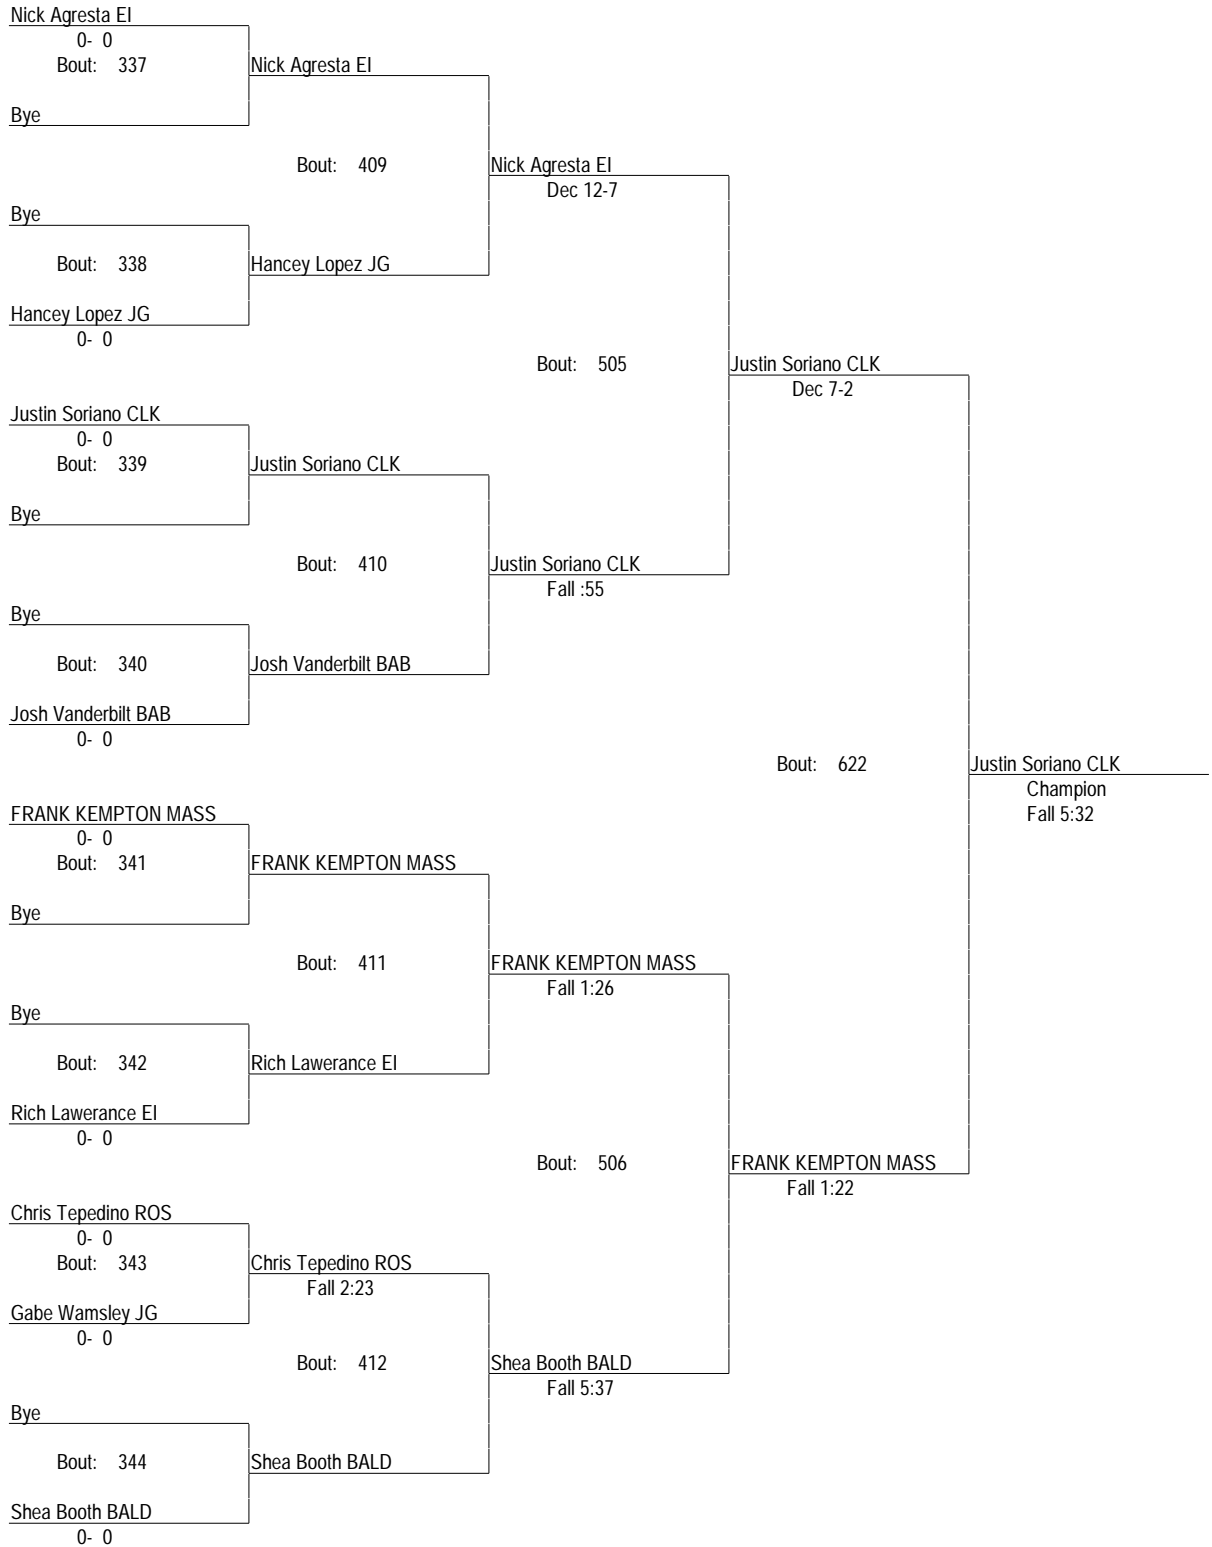 Nick Agresta EI
0- 0
Bout: 337 Nick Agresta EI
Bye
Bout: 409 Nick Agresta EI
Dec 12-7
Bye
Bout: 338 Hancey Lopez JG
Hancey Lopez JG
0- 0
Bout: 505 Justin Soriano CLK
Dec 7-2
Justin Soriano CLK
0- 0
Bout: 339 Justin Soriano CLK
Bye
Bout: 410 Justin Soriano CLK
Fall :55
Bye
Bout: 340 Josh Vanderbilt BAB
Josh Vanderbilt BAB
0- 0
Bout: 622 Justin Soriano CLK
Champion
Fall 5:32
FRANK KEMPTON MASS
0- 0
Bout: 341 FRANK KEMPTON MASS
Bye
Bout: 411 FRANK KEMPTON MASS
Fall 1:26
Bye
Bout: 342 Rich Lawerance EI
Rich Lawerance EI
0- 0
Bout: 506 FRANK KEMPTON MASS
Fall 1:22
Chris Tepedino ROS
0- 0
Bout: 343 Chris Tepedino ROS
Fall 2:23
Gabe Wamsley JG
0- 0
Bout: 412 Shea Booth BALD
Fall 5:37
Bye
Bout: 344 Shea Booth BALD
Shea Booth BALD
0- 0